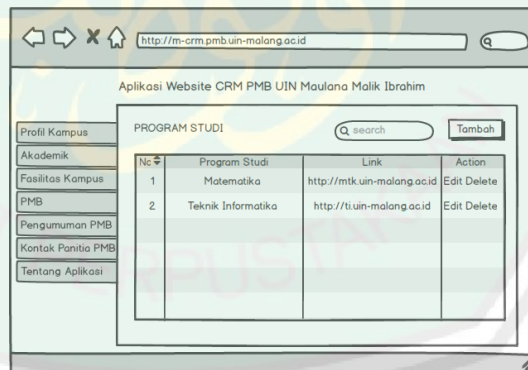 http://m-crm.pmb.uin-malang.ac.id
Aplikasi Website CRM PMB UIN Maulana Malik Ibrahim
Profil Kampus
Akademik
Fasilitas Kampus
PMB
Pengumuman PMB
Kontak Panitia PMB
Tentang Aplikasi
PROGRAM STUDI
search
Tambah
No Program Studi Link Action
1 Matematika http://mtk.uin-malang.ac.id Edit Delete
2 Teknik Informatika http://ti.uin-malang.ac.id Edit Delete